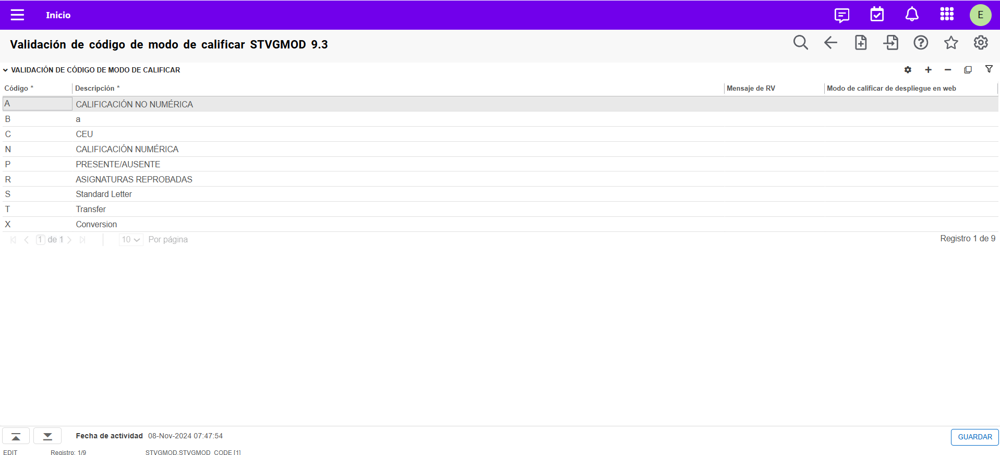 Inicio
E
Validación de código de modo de calificar STVGMOD 9.3
VALIDACIÓN DE CÓDIGO DE MODO DE CALIFICAR
Código * Descripción * Mensaje de RV Modo de calificar de despliegue en web
A CALIFICACIÓN NO NUMÉRICA
B a
C CEU
N CALIFICACIÓN NUMÉRICA
P PRESENTE/AUSENTE
R ASIGNATURAS REPROBADAS
S Standard Letter
T Transfer
X Conversion
1 de 1 10 Por página Registro 1 de 9
Fecha de actividad 08-Nov-2024 07:47:54 GUARDAR
EDIT Registro: 1/9 STVGMOD.STVGMOD_CODE [1]